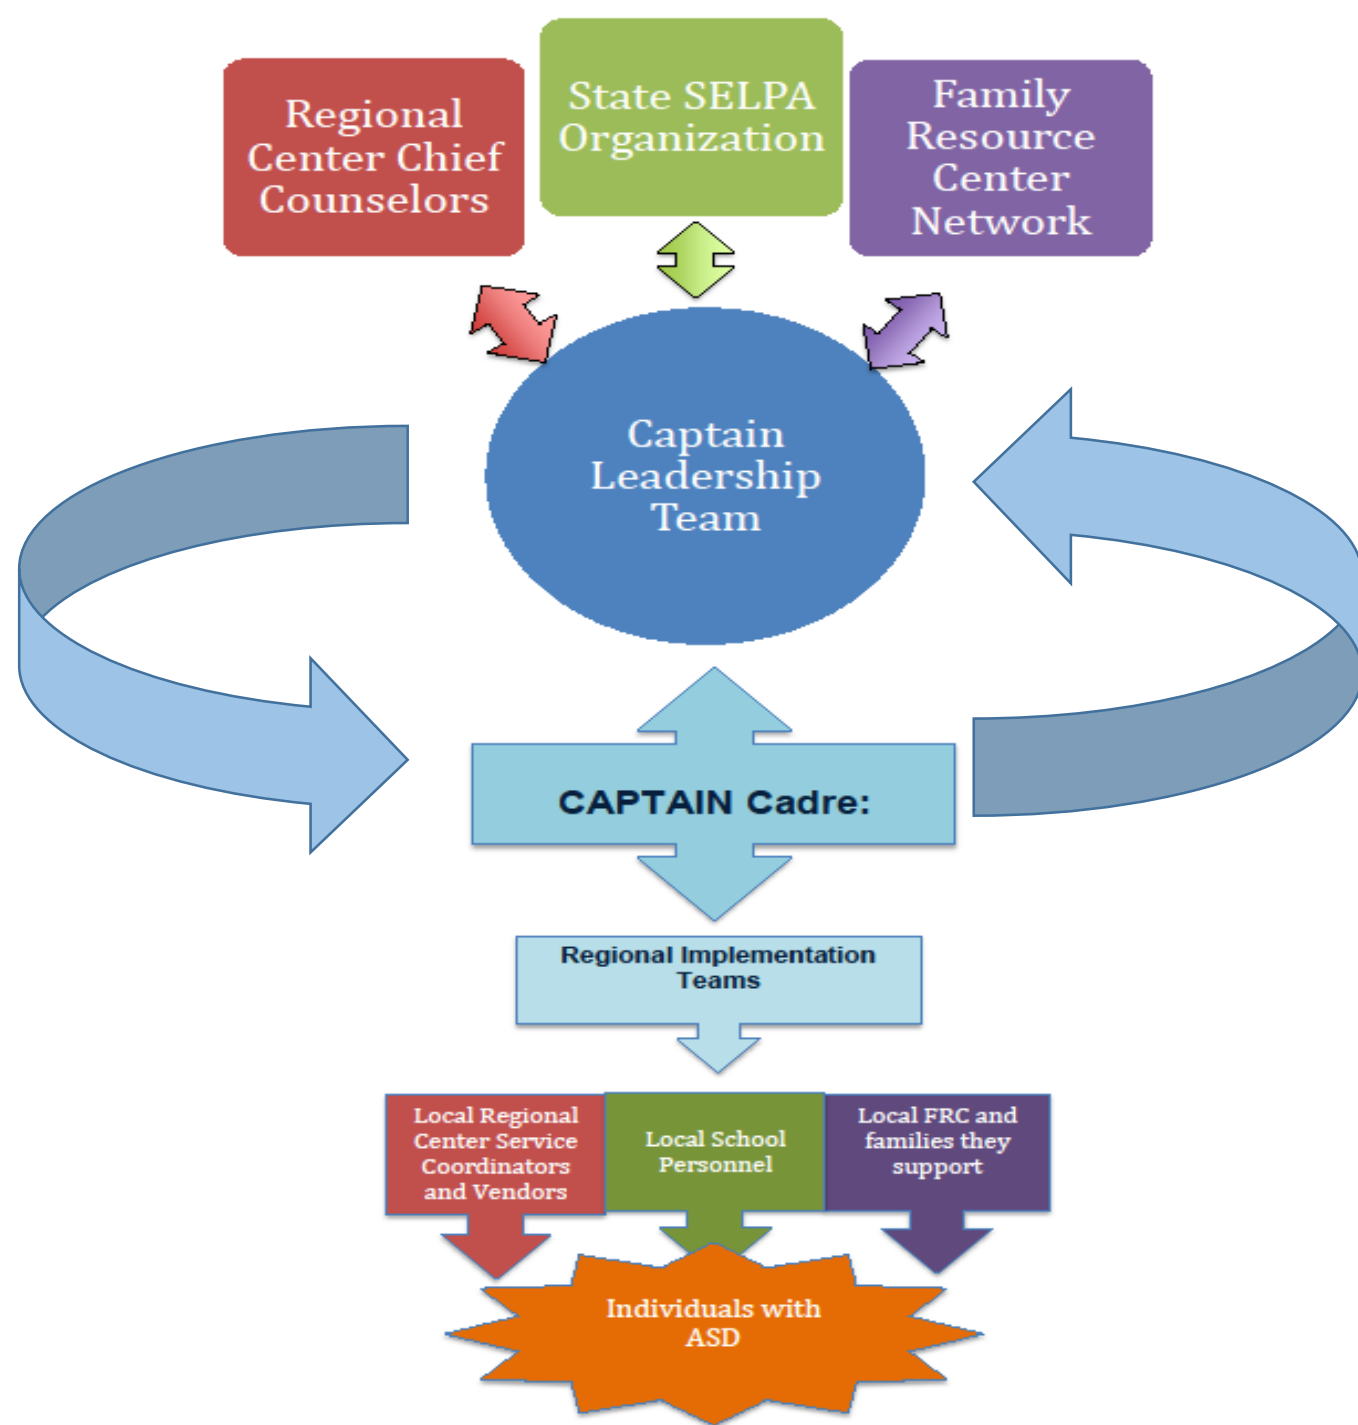 Regional
Center Chief
Counselors
State SELPA
Organization
Family
Resource
Center
Network
Captain
Leadership
Team
CAPTAIN Cadre:
Regional Implementation
Teams
Local Regional
Center Service
Coordinators
and Vendors
Local School
Personnel
Local FRC and
families they
support
Individuals with
ASD